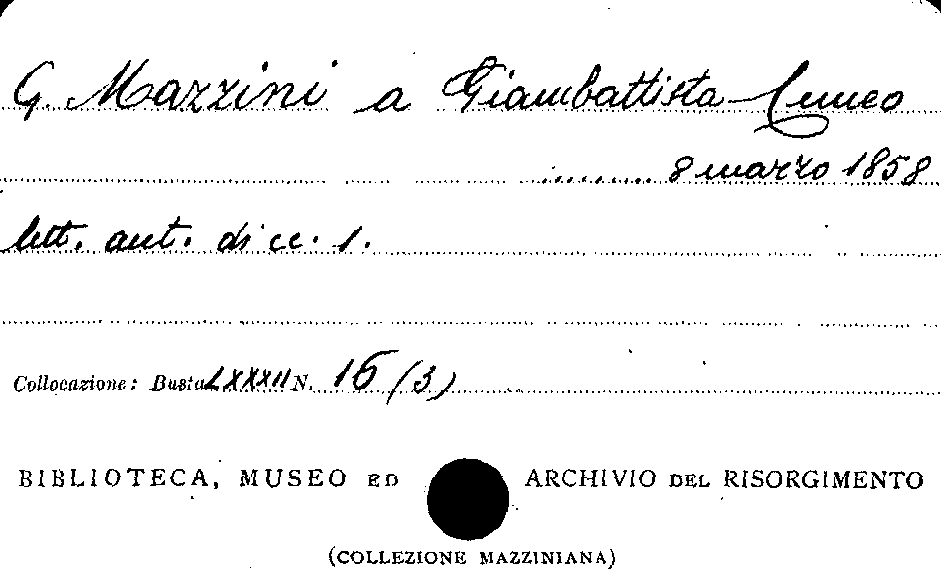 G. Mazzini a Giambattista Cuneo
8 marzo 1858
lett. aut. di cc. 1.
Collocazione: Busta LXXXII N. 16 (3)
BIBLIOTECA, MUSEO ED ARCHIVIO DEL RISORGIMENTO
(COLLEZIONE MAZZINIANA)